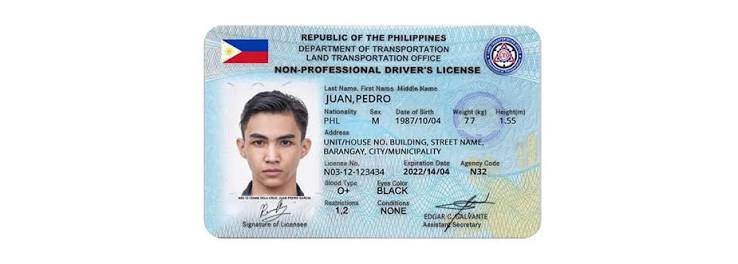 REPUBLIC OF THE PHILIPPINES
DEPARTMENT OF TRANSPORTATION
LAND TRANSPORTATION OFFICE
NON-PROFESSIONAL DRIVER'S LICENSE
Last Name, First Name Middle Name
JUAN,PEDRO
Nationality Sex Date of Birth Weight (kg) Height(m)
PHL M 1987/10/04 77 1.55
Address
UNIT/HOUSE NO. BUILDING, STREET NAME,
BARANGAY, CITY/MUNICIPALITY
License No. Expiration Date Agency Code
N03-12-123434 2022/14/04 N32
Blood Type Eyes Color
O+ BLACK
Restrictions Conditions
1,2 NONE
EDGAR C. GALVANTE
Assistant Secretary
Signature of Licensee